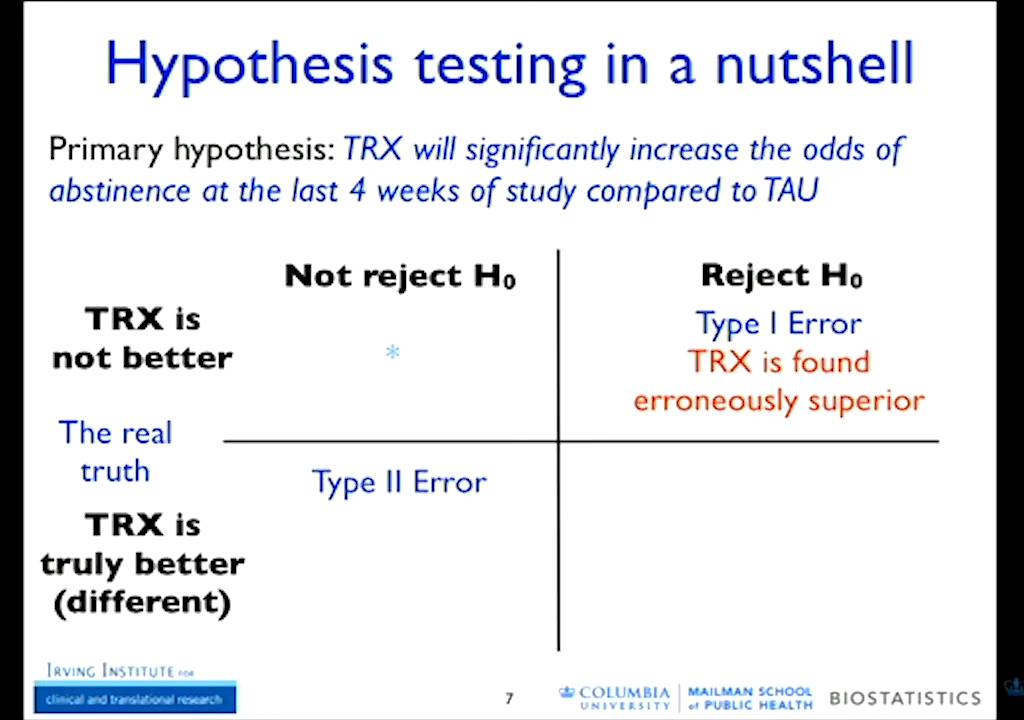 Hypothesis testing in a nutshell
Primary hypothesis: TRX will significantly increase the odds of
abstinence at the last 4 weeks of study compared to TAU
Not reject H₀
Reject H₀
TRX is
not better
*
Type I Error
TRX is found
erroneously superior
The real
truth
Type II Error
TRX is
truly better
(different)
IRVING INSTITUTE FOR
clinical and translational research
7
COLUMBIA
UNIVERSITY
MAILMAN SCHOOL
of PUBLIC HEALTH
BIOSTATISTICS